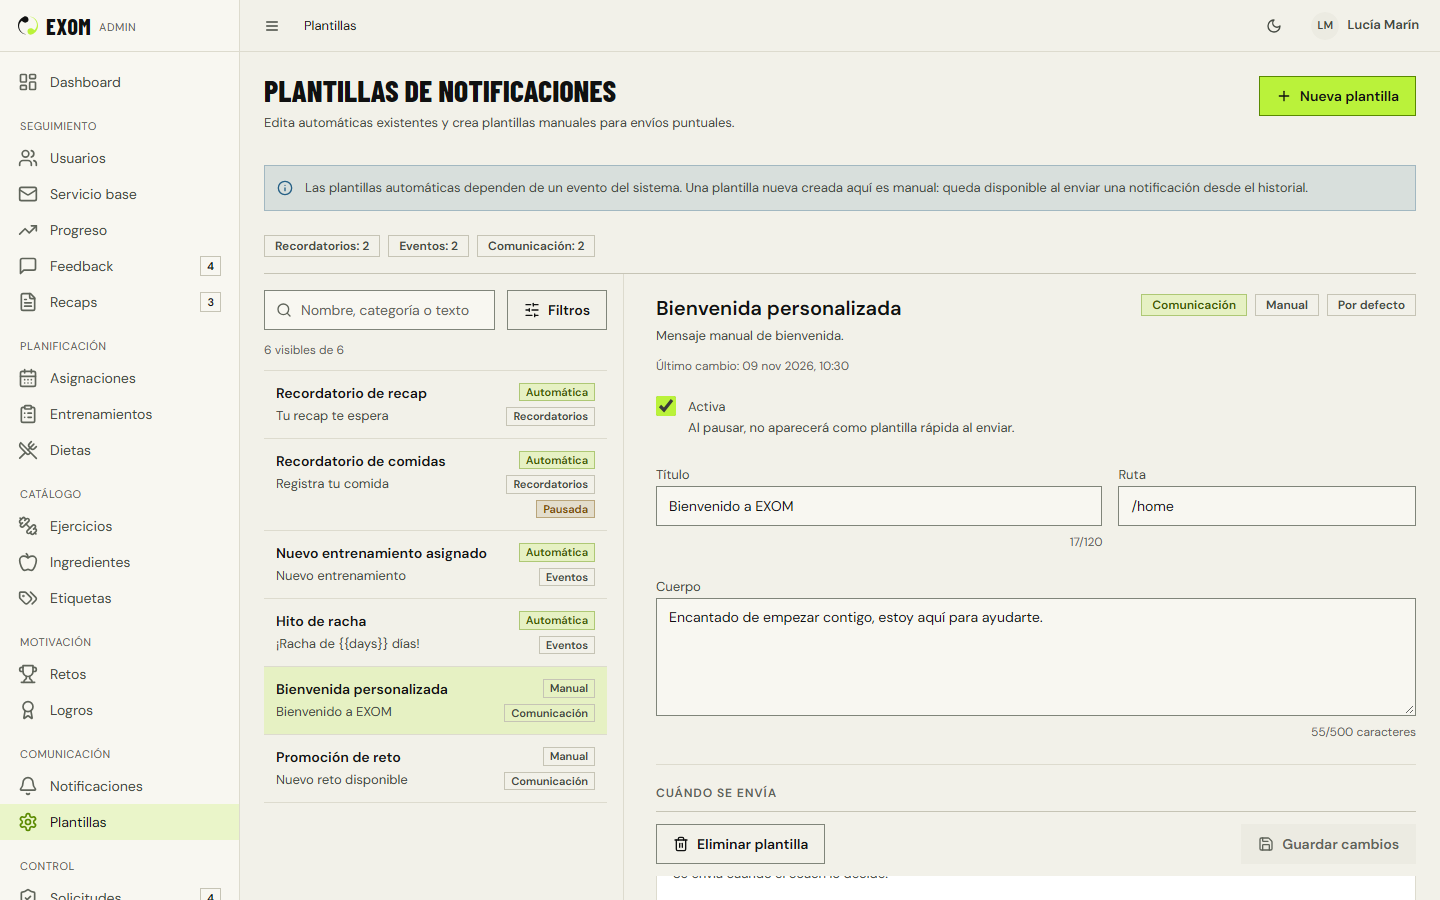 EXOM ADMIN
Plantillas
LM Lucía Marín
Dashboard
SEGUIMIENTO
Usuarios
Servicio base
Progreso
Feedback 4
Recaps 3
PLANIFICACIÓN
Asignaciones
Entrenamientos
Dietas
CATÁLOGO
Ejercicios
Ingredientes
Etiquetas
MOTIVACIÓN
Retos
Logros
COMUNICACIÓN
Notificaciones
Plantillas
CONTROL
Solicitudes 4
PLANTILLAS DE NOTIFICACIONES
Edita automáticas existentes y crea plantillas manuales para envíos puntuales.
Nueva plantilla
Las plantillas automáticas dependen de un evento del sistema. Una plantilla nueva creada aquí es manual: queda disponible al enviar una notificación desde el historial.
Recordatorios: 2 Eventos: 2 Comunicación: 2
Nombre, categoría o texto
Filtros
6 visibles de 6
Recordatorio de recap Automática
Tu recap te espera Recordatorios
Recordatorio de comidas Automática
Registra tu comida Recordatorios
Pausada
Nuevo entrenamiento asignado Automática
Nuevo entrenamiento Eventos
Hito de racha Automática
¡Racha de {{days}} días! Eventos
Bienvenida personalizada Manual
Bienvenido a EXOM Comunicación
Promoción de reto Manual
Nuevo reto disponible Comunicación
Bienvenida personalizada Comunicación Manual Por defecto
Mensaje manual de bienvenida.
Último cambio: 09 nov 2026, 10:30
Activa
Al pausar, no aparecerá como plantilla rápida al enviar.
Título Ruta
Bienvenido a EXOM /home
17/120
Cuerpo
Encantado de empezar contigo, estoy aquí para ayudarte.
55/500 caracteres
CUÁNDO SE ENVÍA
Eliminar plantilla Guardar cambios